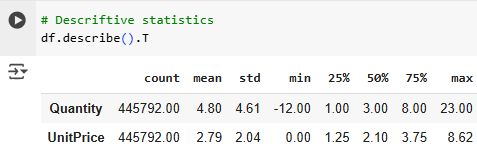 # Descriftive statistics
df.describe().T
count mean std min 25% 50% 75% max
Quantity 445792.00 4.80 4.61 -12.00 1.00 3.00 8.00 23.00
UnitPrice 445792.00 2.79 2.04 0.00 1.25 2.10 3.75 8.62